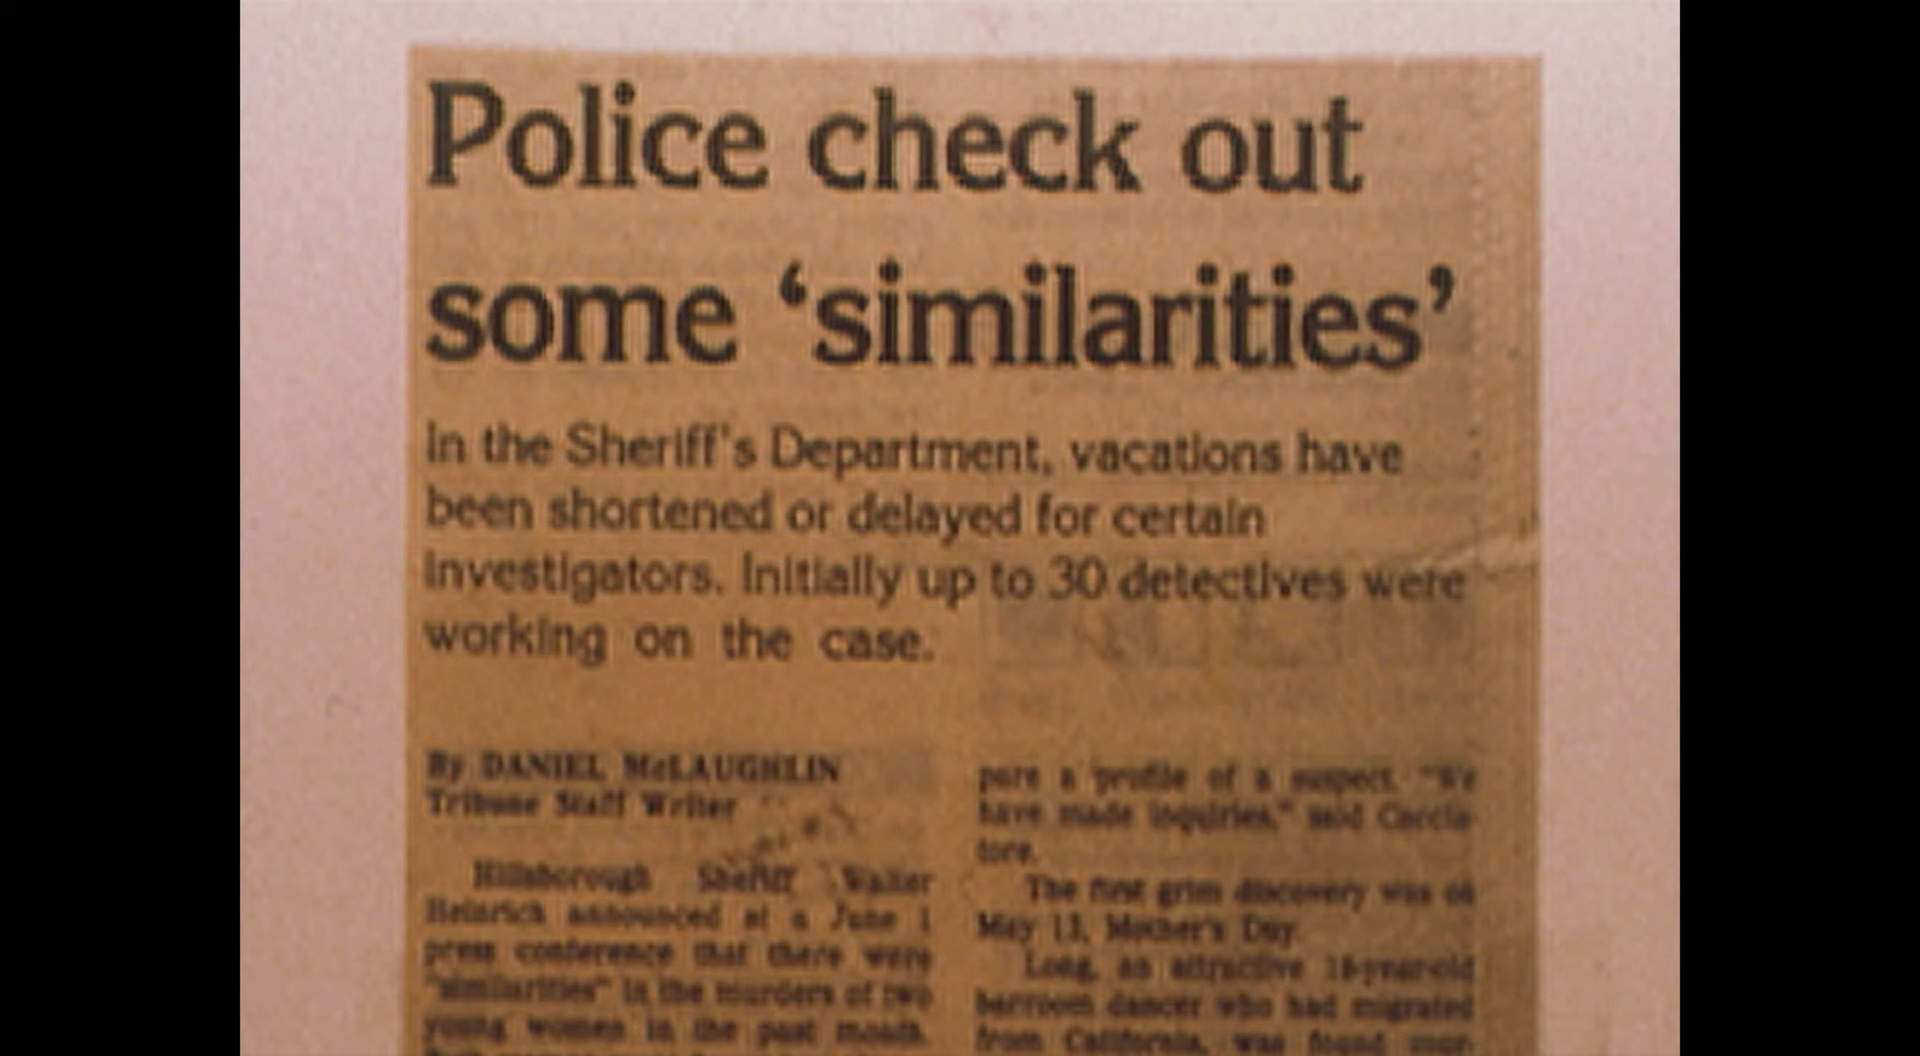 Police check out
some ‘similarities’
In the Sheriff's Department, vacations have
been shortened or delayed for certain
investigators. Initially up to 30 detectives were
working on the case.
By DANIEL McLAUGHLIN
Tribune Staff Writer
Hillsborough Sheriff Walter
Heinrich announced at a June 1
press conference that there were
"similarities" in the murders of two
young women in the past month.
pare a profile of a suspect. "We
have made inquiries," said Caccia-
tore.
The first grim discovery was on
May 13, Mother's Day.
Long, an attractive 18-year-old
barroom dancer who had migrated
from California, was found mur-